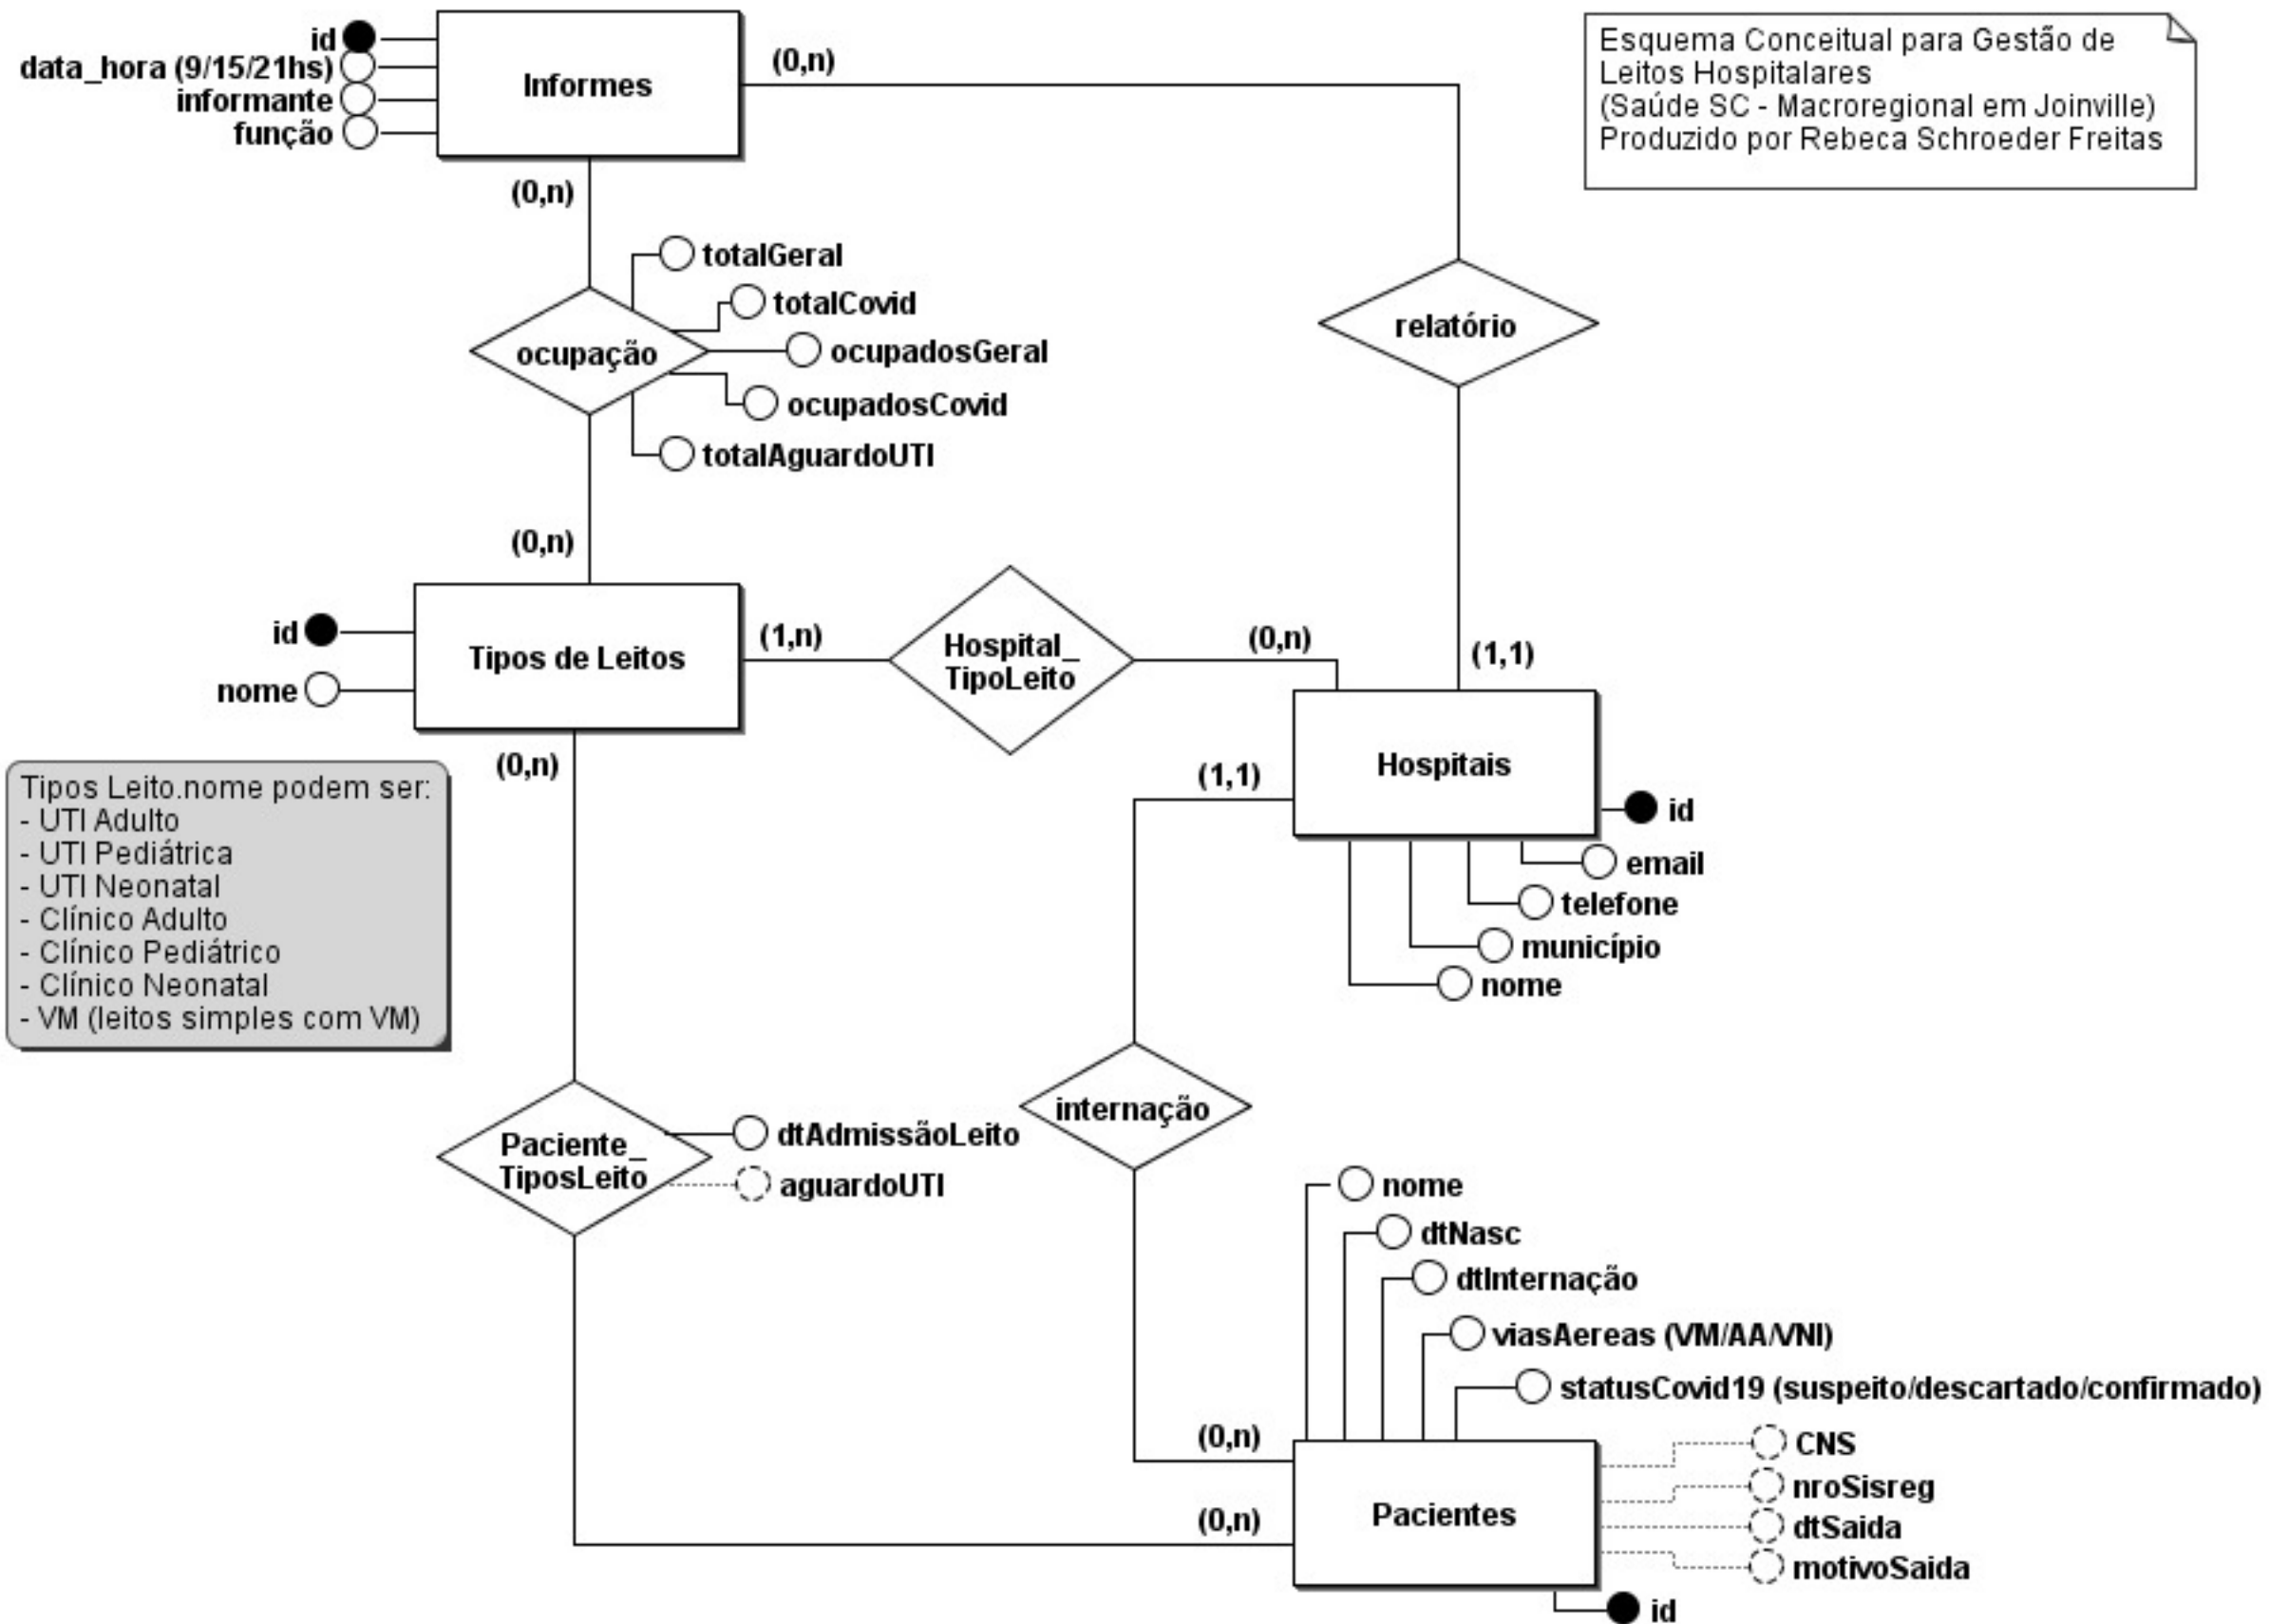 id
data_hora (9/15/21hs)
informante
função
Informes
(0,n)
Esquema Conceitual para Gestão de
Leitos Hospitalares
(Saúde SC - Macroregional em Joinville)
Produzido por Rebeca Schroeder Freitas
(0,n)
totalGeral
totalCovid
ocupadosGeral
ocupadosCovid
totalAguardoUTI
ocupação
relatório
(0,n)
id
nome
Tipos de Leitos
(1,n)
Hospital_
TipoLeito
(0,n)
(1,1)
Hospitais
(1,1)
id
email
telefone
município
nome
(0,n)
Tipos Leito.nome podem ser:
- UTI Adulto
- UTI Pediátrica
- UTI Neonatal
- Clínico Adulto
- Clínico Pediátrico
- Clínico Neonatal
- VM (leitos simples com VM)
Paciente_
TiposLeito
dtAdmissãoLeito
aguardoUTI
internação
nome
dtNasc
dtInternação
viasAereas (VM/AA/VNI)
statusCovid19 (suspeito/descartado/confirmado)
(0,n)
(0,n)
Pacientes
CNS
nroSisreg
dtSaida
motivoSaida
id